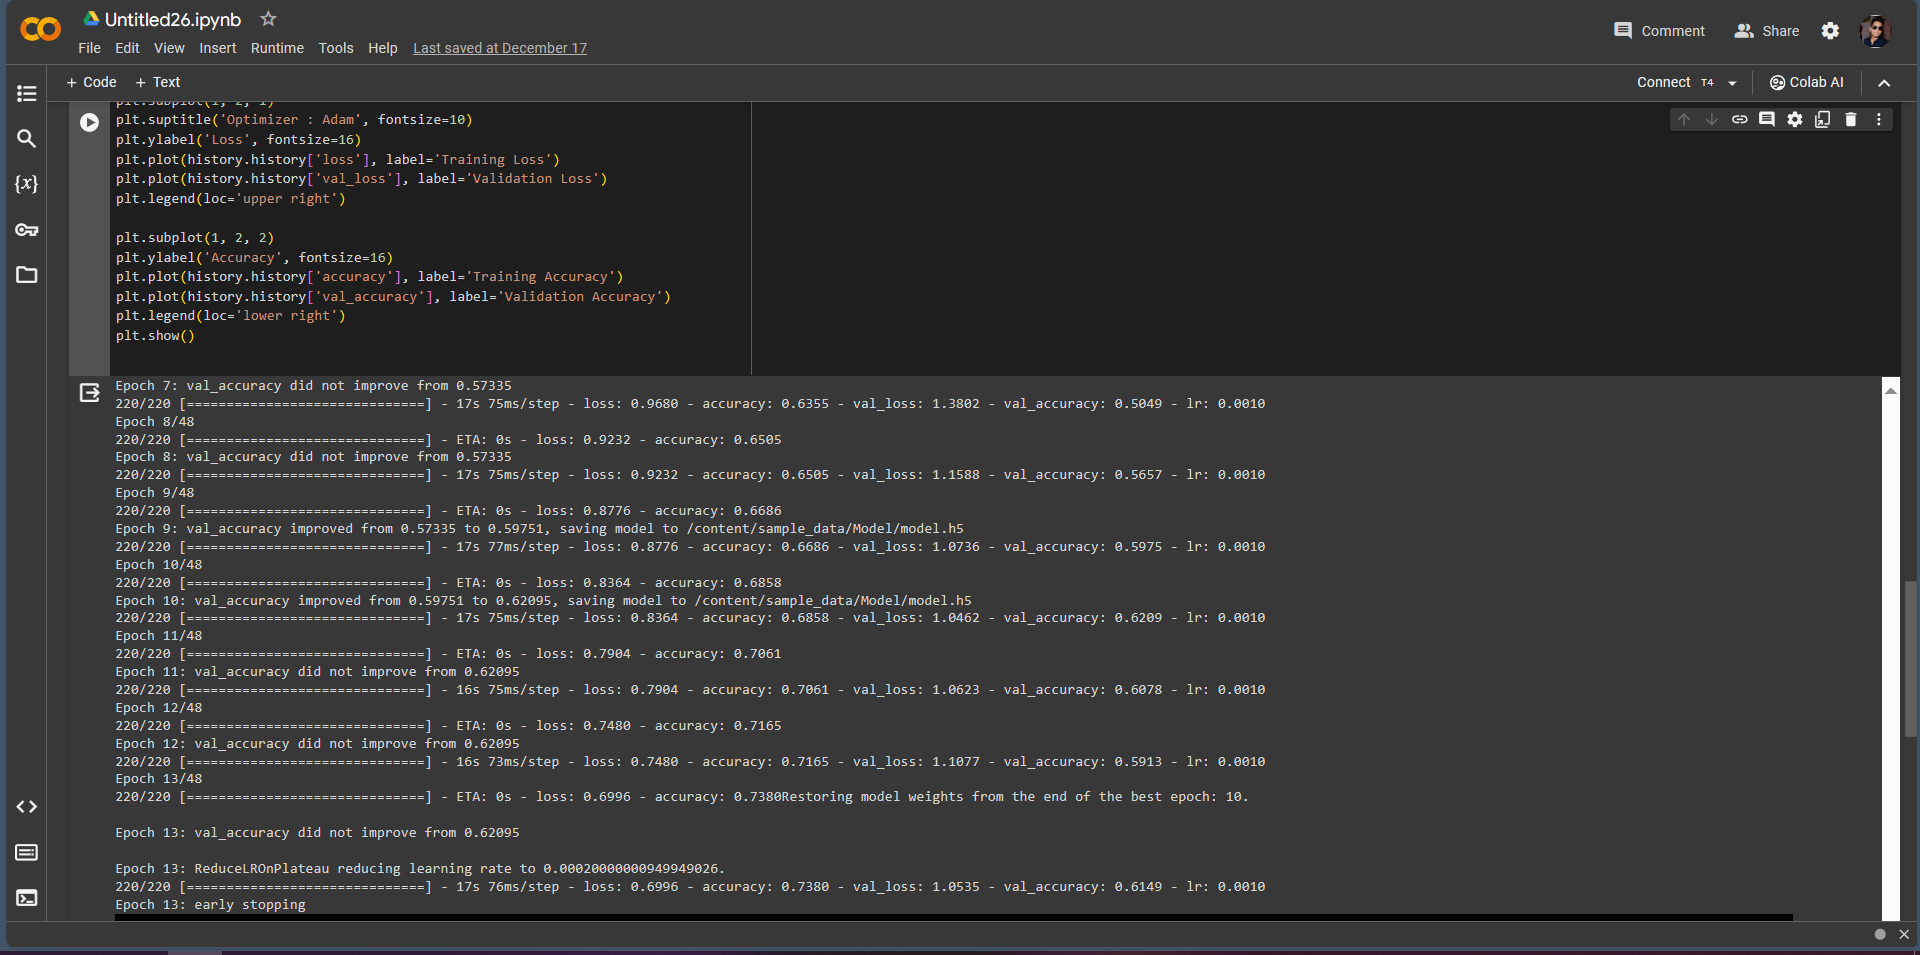 Untitled26.ipynb
File Edit View Insert Runtime Tools Help Last saved at December 17
Comment Share
+ Code + Text
Connect T4 Colab AI
plt.subplot(1, 2, 1)
plt.suptitle('Optimizer : Adam', fontsize=10)
plt.ylabel('Loss', fontsize=16)
plt.plot(history.history['loss'], label='Training Loss')
plt.plot(history.history['val_loss'], label='Validation Loss')
plt.legend(loc='upper right')
plt.subplot(1, 2, 2)
plt.ylabel('Accuracy', fontsize=16)
plt.plot(history.history['accuracy'], label='Training Accuracy')
plt.plot(history.history['val_accuracy'], label='Validation Accuracy')
plt.legend(loc='lower right')
plt.show()
Epoch 7: val_accuracy did not improve from 0.57335
220/220 [==============================] - 17s 75ms/step - loss: 0.9680 - accuracy: 0.6355 - val_loss: 1.3802 - val_accuracy: 0.5049 - lr: 0.0010
Epoch 8/48
220/220 [==============================] - ETA: 0s - loss: 0.9232 - accuracy: 0.6505
Epoch 8: val_accuracy did not improve from 0.57335
220/220 [==============================] - 17s 75ms/step - loss: 0.9232 - accuracy: 0.6505 - val_loss: 1.1588 - val_accuracy: 0.5657 - lr: 0.0010
Epoch 9/48
220/220 [==============================] - ETA: 0s - loss: 0.8776 - accuracy: 0.6686
Epoch 9: val_accuracy improved from 0.57335 to 0.59751, saving model to /content/sample_data/Model/model.h5
220/220 [==============================] - 17s 77ms/step - loss: 0.8776 - accuracy: 0.6686 - val_loss: 1.0736 - val_accuracy: 0.5975 - lr: 0.0010
Epoch 10/48
220/220 [==============================] - ETA: 0s - loss: 0.8364 - accuracy: 0.6858
Epoch 10: val_accuracy improved from 0.59751 to 0.62095, saving model to /content/sample_data/Model/model.h5
220/220 [==============================] - 17s 75ms/step - loss: 0.8364 - accuracy: 0.6858 - val_loss: 1.0462 - val_accuracy: 0.6209 - lr: 0.0010
Epoch 11/48
220/220 [==============================] - ETA: 0s - loss: 0.7904 - accuracy: 0.7061
Epoch 11: val_accuracy did not improve from 0.62095
220/220 [==============================] - 16s 75ms/step - loss: 0.7904 - accuracy: 0.7061 - val_loss: 1.0623 - val_accuracy: 0.6078 - lr: 0.0010
Epoch 12/48
220/220 [==============================] - ETA: 0s - loss: 0.7480 - accuracy: 0.7165
Epoch 12: val_accuracy did not improve from 0.62095
220/220 [==============================] - 16s 73ms/step - loss: 0.7480 - accuracy: 0.7165 - val_loss: 1.1077 - val_accuracy: 0.5913 - lr: 0.0010
Epoch 13/48
220/220 [==============================] - ETA: 0s - loss: 0.6996 - accuracy: 0.7380Restoring model weights from the end of the best epoch: 10.
Epoch 13: val_accuracy did not improve from 0.62095
Epoch 13: ReduceLROnPlateau reducing learning rate to 0.00020000000949949026.
220/220 [==============================] - 17s 76ms/step - loss: 0.6996 - accuracy: 0.7380 - val_loss: 1.0535 - val_accuracy: 0.6149 - lr: 0.0010
Epoch 13: early stopping